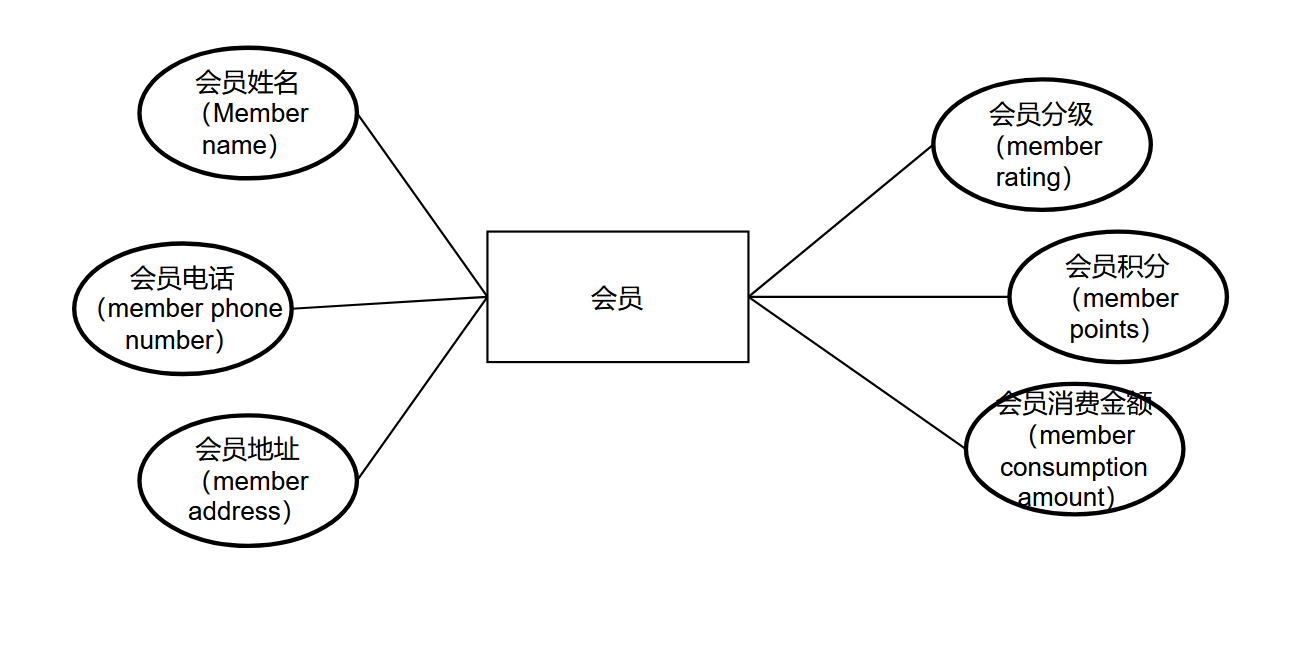 会员姓名
（Member
name）
会员电话
（member phone
number）
会员地址
（member
address）
会员
会员分级
（member
rating）
会员积分
（member
points）
会员消费金额
（member
consumption
amount）